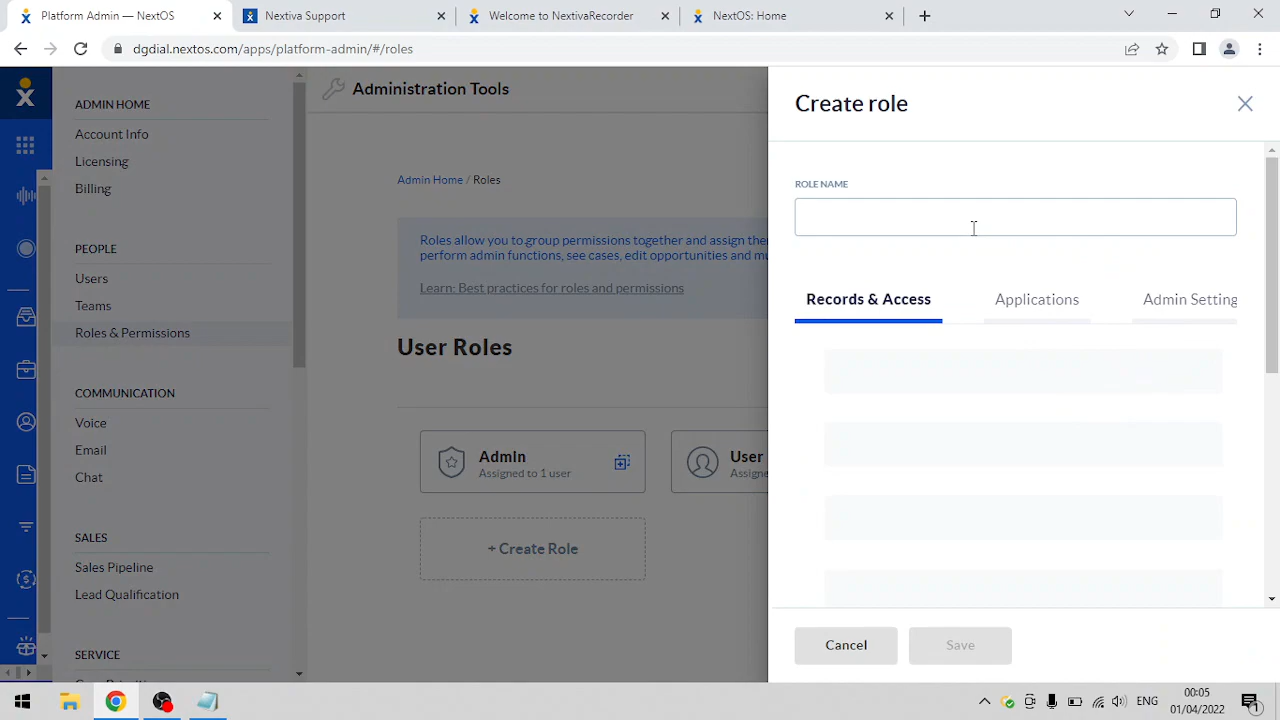 Platform Admin — NextOS
Nextiva Support
Welcome to NextivaRecorder
NextOS: Home
dgdial.nextos.com/apps/platform-admin/#/roles
ADMIN HOME
Account Info
Licensing
Billing
PEOPLE
Users
Teams
Roles & Permissions
COMMUNICATION
Voice
Email
Chat
SALES
Sales Pipeline
Lead Qualification
SERVICE
Administration Tools
Admin Home / Roles
Roles allow you to group permissions together and assign
perform admin functions, see cases, edit opportunities and
Learn: Best practices for roles and permissions
User Roles
Admin
Assigned to 1 user
User
+ Create Role
Create role
ROLE NAME
Records & Access
Applications
Admin Setting
Cancel
Save
ENG
00:05
01/04/2022